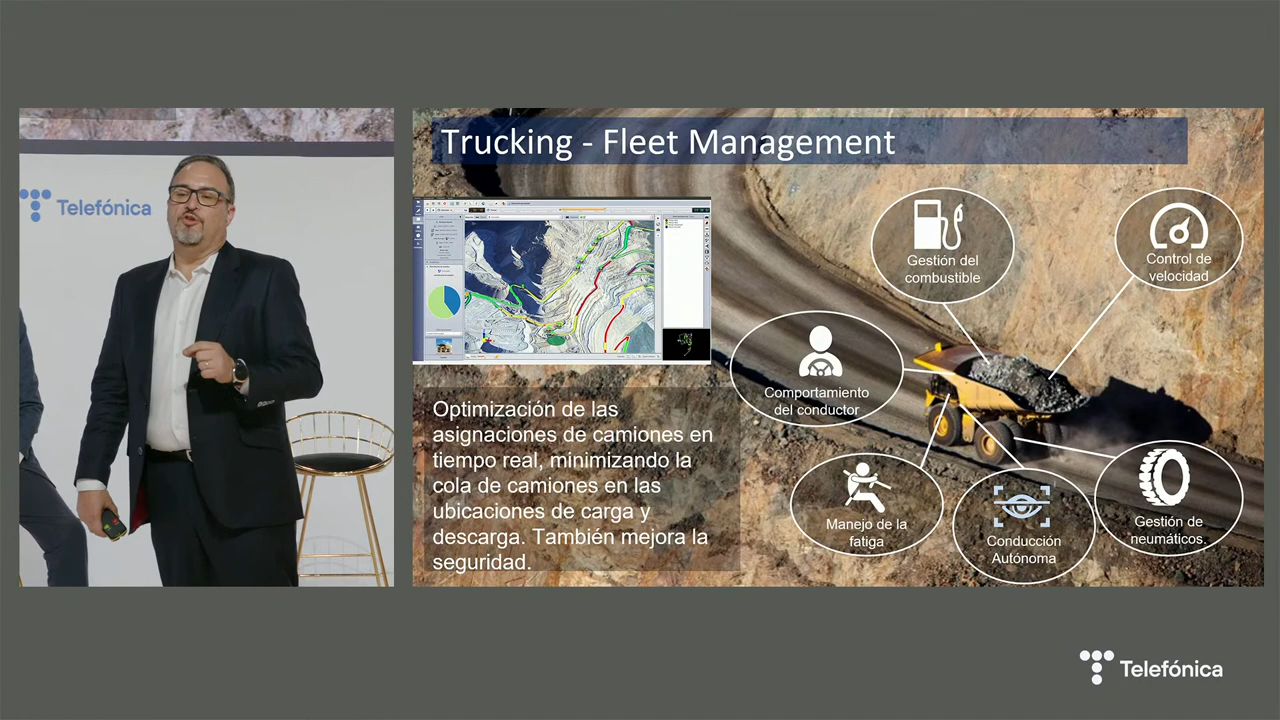 Telefónica
Trucking - Fleet Management
Gestión del
combustible
Control de
velocidad
Comportamiento
del conductor
Optimización de las
asignaciones de camiones en
tiempo real, minimizando la
cola de camiones en las
ubicaciones de carga y
descarga. También mejora la
seguridad.
Manejo de la
fatiga
Conducción
Autónoma
Gestión de
neumáticos.
Telefónica